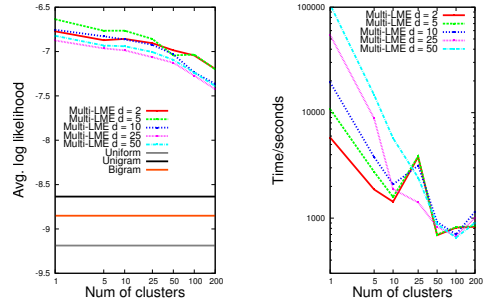 -6.5
-7
-7.5
-8
-8.5
-9
-9.5
Avg. log likelihood
Multi-LME d = 2
Multi-LME d = 5
Multi-LME d = 10
Multi-LME d = 25
Multi-LME d = 50
Uniform
Unigram
Bigram
1 5 10 25 50 100 200
Num of clusters
100000
10000
1000
Time/seconds
Multi-LME d = 2
Multi-LME d = 5
Multi-LME d = 10
Multi-LME d = 25
Multi-LME d = 50
1 5 10 25 50 100 200
Num of clusters